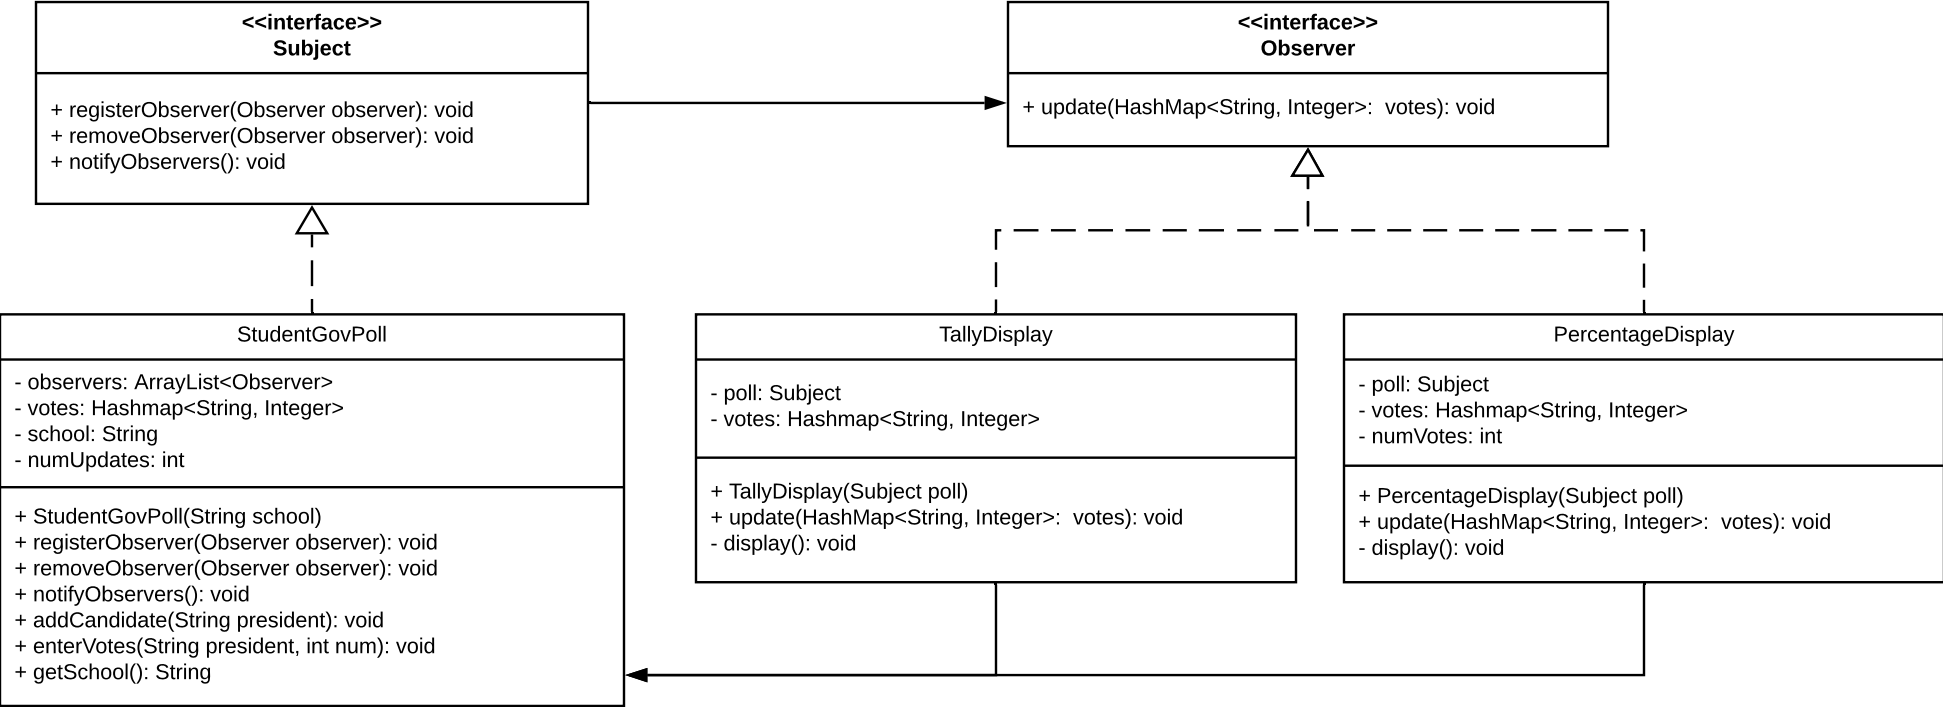 <<interface>>
Subject
+ registerObserver(Observer observer): void
+ removeObserver(Observer observer): void
+ notifyObservers(): void
<<interface>>
Observer
+ update(HashMap<String, Integer>:  votes): void
StudentGovPoll
- observers: ArrayList<Observer>
- votes: Hashmap<String, Integer>
- school: String
- numUpdates: int
+ StudentGovPoll(String school)
+ registerObserver(Observer observer): void
+ removeObserver(Observer observer): void
+ notifyObservers(): void
+ addCandidate(String president): void
+ enterVotes(String president, int num): void
+ getSchool(): String
TallyDisplay
- poll: Subject
- votes: Hashmap<String, Integer>
+ TallyDisplay(Subject poll)
+ update(HashMap<String, Integer>:  votes): void
- display(): void
PercentageDisplay
- poll: Subject
- votes: Hashmap<String, Integer>
- numVotes: int
+ PercentageDisplay(Subject poll)
+ update(HashMap<String, Integer>:  votes): void
- display(): void